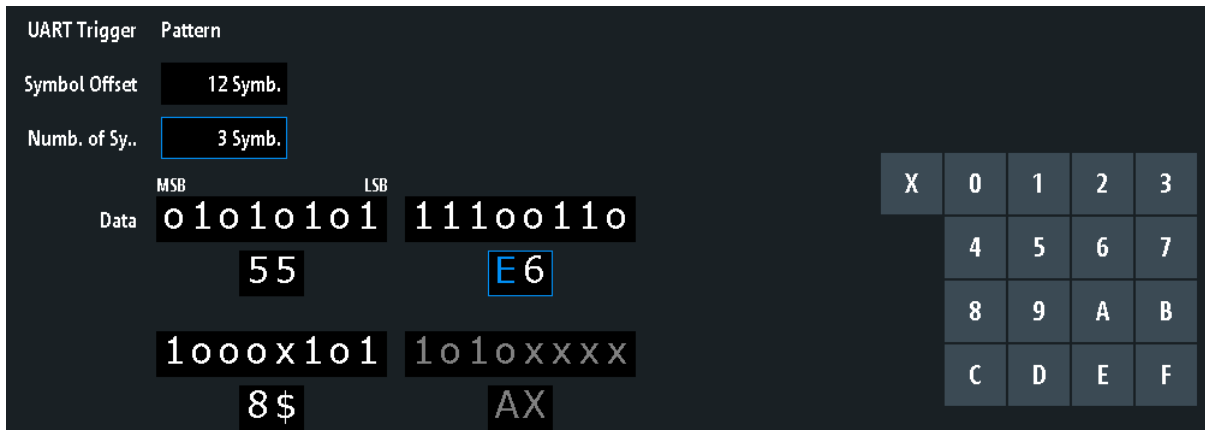 UART Trigger Pattern
Symbol Offset 12 Symb.
Numb. of Sy.. 3 Symb.
MSB LSB
Data o1o1o1o1 111oo11o
55 E6
1ooox1o1 1o1oxxxx
8$ AX
X 0 1 2 3
4 5 6 7
8 9 A B
C D E F